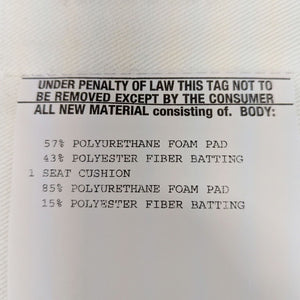 UNDER PENALTY OF LAW THIS TAG NOT TO
BE REMOVED EXCEPT BY THE CONSUMER
ALL NEW MATERIAL consisting of. BODY:
57% POLYURETHANE FOAM PAD
43% POLYESTER FIBER BATTING
1 SEAT CUSHION
85% POLYURETHANE FOAM PAD
15% POLYESTER FIBER BATTING